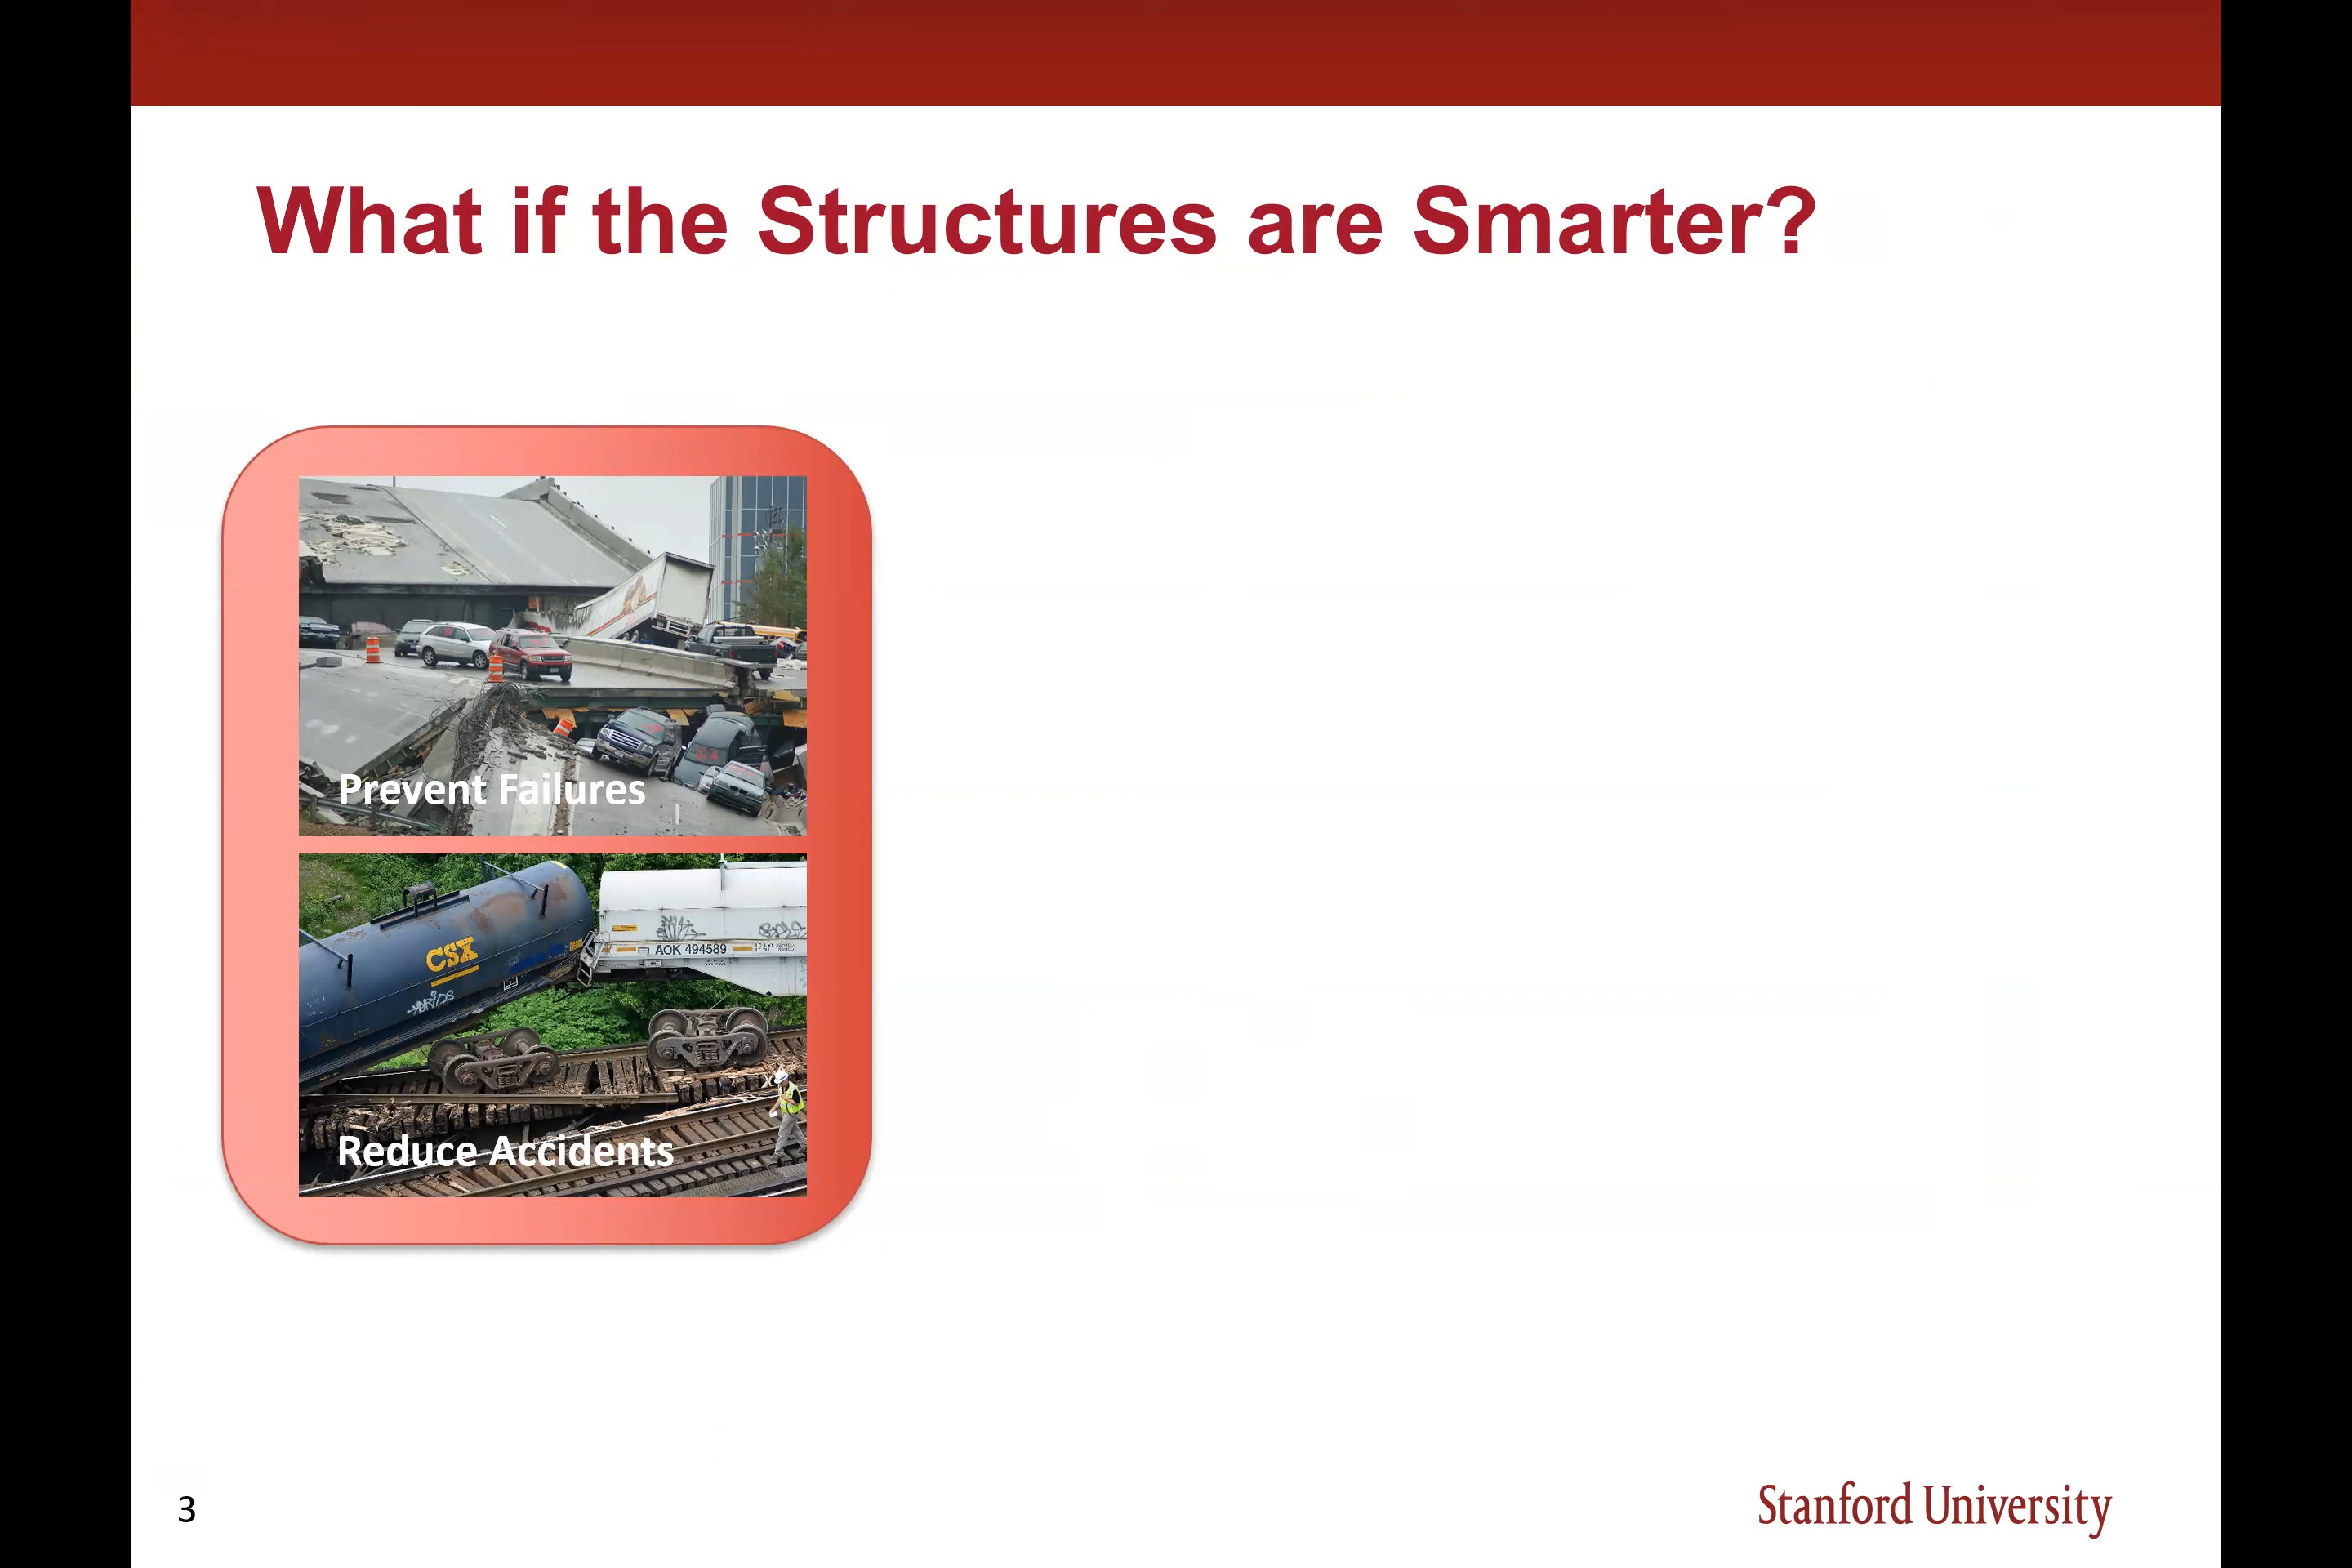 What if the Structures are Smarter?
Prevent Failures
CSX
AOK 494589
Reduce Accidents
3
Stanford University